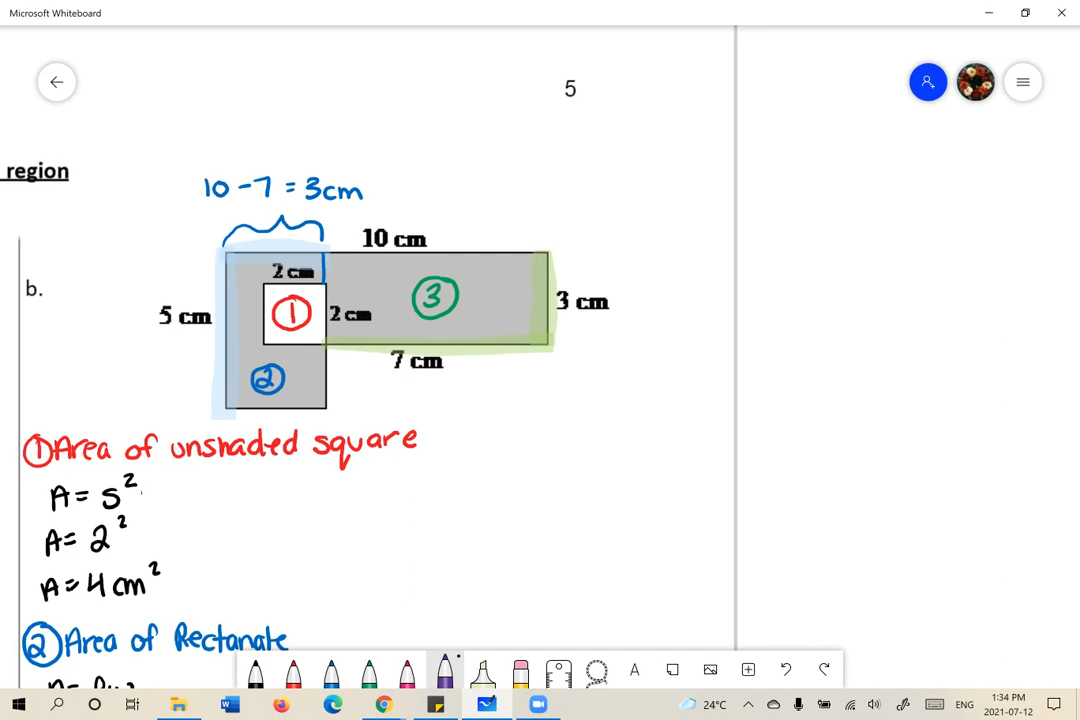 Microsoft Whiteboard
5
region
10 - 7 = 3cm
10 cm
b.
2 cm
5 cm
1
2 cm
3
3 cm
7 cm
2
① Area of unshaded square
A = s²
A = 2²
A = 4 cm²
② Area of Rectangle
A
24°C
ENG
1:34 PM
2021-07-12